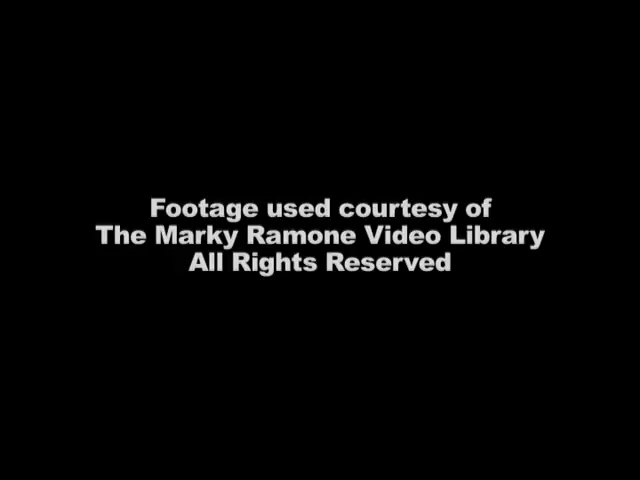 Footage used courtesy of
The Marky Ramone Video Library
All Rights Reserved